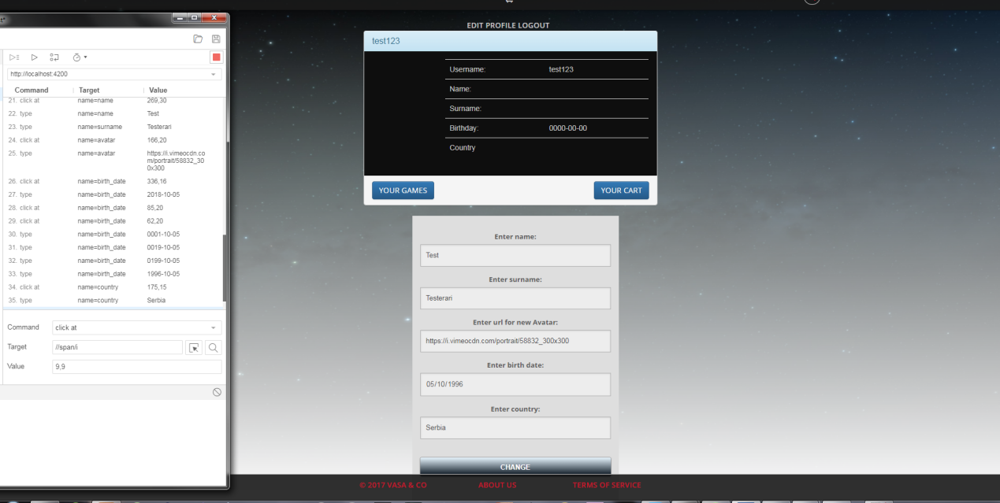 http://localhost:4200
Command Target Value
21. click at name=name 269,30
22. type name=name Test
23. type name=surname Testerari
24. click at name=avatar 166,20
25. type name=avatar https://i.vimeocdn.co
m/portrait/58832_30
0x300
26. click at name=birth_date 336,16
27. type name=birth_date 2018-10-05
28. click at name=birth_date 85,20
29. click at name=birth_date 62,20
30. type name=birth_date 0001-10-05
31. type name=birth_date 0019-10-05
32. type name=birth_date 0199-10-05
33. type name=birth_date 1996-10-05
34. click at name=country 175,15
35. type name=country Serbia
Command click at
Target //span/i
Value 9,9
EDIT PROFILE LOGOUT
test123
Username: test123
Name:
Surname:
Birthday: 0000-00-00
Country
YOUR GAMES YOUR CART
Enter name:
Test
Enter surname:
Testerari
Enter url for new Avatar:
https://i.vimeocdn.com/portrait/58832_300x300
Enter birth date:
05/10/1996
Enter country:
Serbia
CHANGE
© 2017 VASA & CO ABOUT US TERMS OF SERVICE